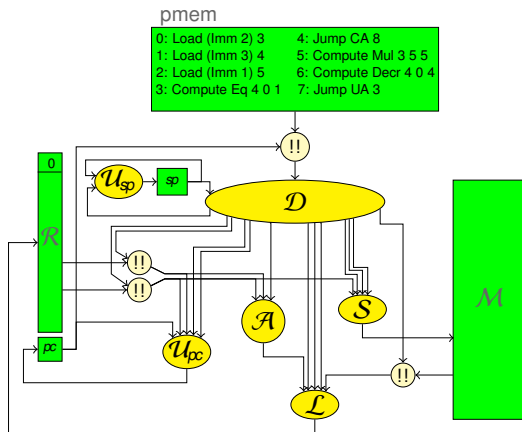 pmem
0: Load (Imm 2) 3 4: Jump CA 8
1: Load (Imm 3) 4 5: Compute Mul 3 5 5
2: Load (Imm 1) 5 6: Compute Decr 4 0 4
3: Compute Eq 4 0 1 7: Jump UA 3
!!
0
U_sp
sp
D
R
!!
!!
M
A
S
pc
U_pc
!!
L